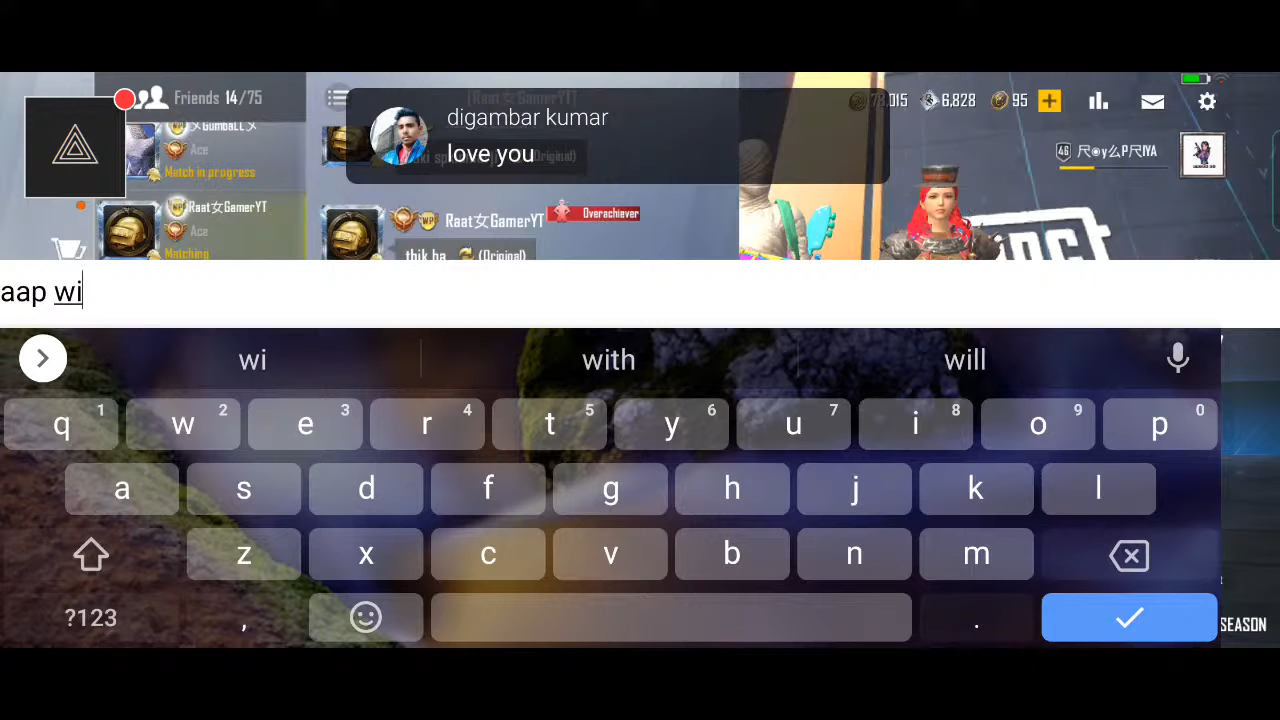 Friends 14/75
Ace
Match in progress
Raat女GamerYT
Ace
Matching
digambar kumar
love you
(Original)
Raat女GamerYT
Overachiever
thik ha
(Original)
6,828
95
46
SEASON
aap wi
wi
with
will
q 1 w 2 e 3 r 4 t 5 y 6 u 7 i 8 o 9 p 0
a s d f g h j k l
z x c v b n m
?123 , .